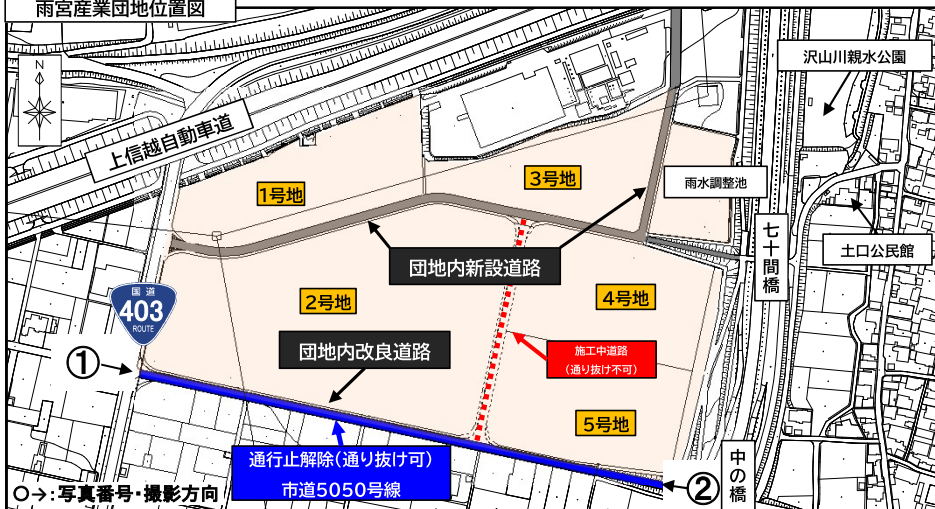 雨宮産業団地位置図
N
沢山川親水公園
上信越自動車道
1号地
3号地
雨水調整池
七十間橋
土口公民館
団地内新設道路
国道
403
ROUTE
2号地
4号地
①
団地内改良道路
施工中道路
(通り抜け不可)
5号地
通行止解除(通り抜け可)
市道5050号線
②
中の橋
○→:写真番号・撮影方向